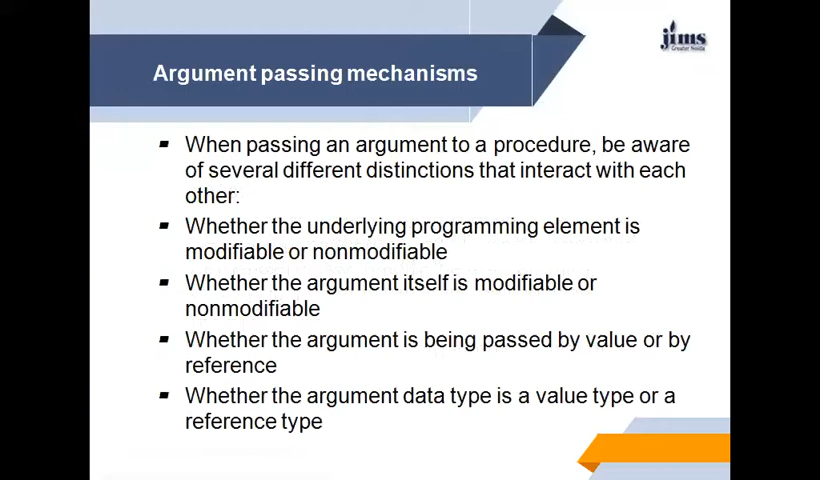 Argument passing mechanisms
jims
Greater Noida
When passing an argument to a procedure, be aware
of several different distinctions that interact with each
other:
Whether the underlying programming element is
modifiable or nonmodifiable
Whether the argument itself is modifiable or
nonmodifiable
Whether the argument is being passed by value or by
reference
Whether the argument data type is a value type or a
reference type